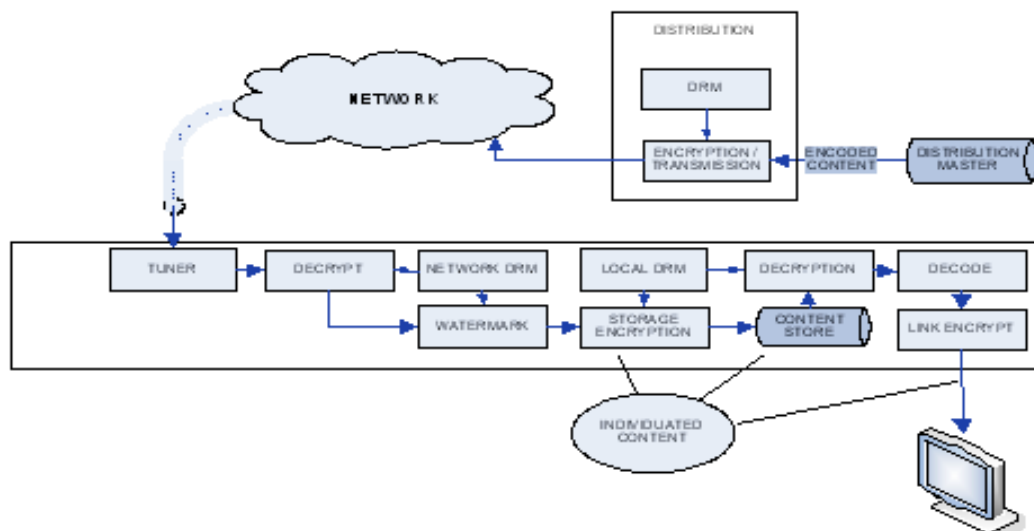 DISTRIBUTION
NETWORK
DRM
ENCRYPTION /
TRANSMISSION
ENCODED
CONTENT
DISTRIBUTION
MASTER
TUNER
DECRYPT
NETWORK DRM
LOCAL DRM
DECRYPTION
DECODE
WATERMARK
STORAGE
ENCRYPTION
CONTENT
STORE
LINK ENCRYPT
INDIVIDUATED
CONTENT